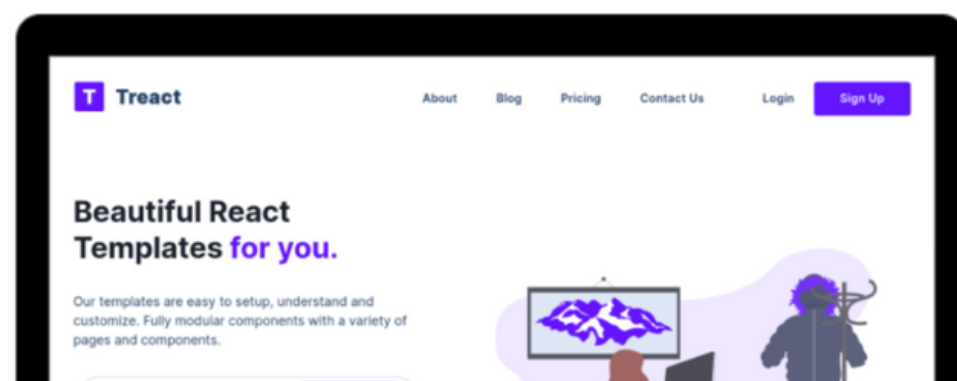 T Treact About Blog Pricing Contact Us Login Sign Up
Beautiful React
Templates for you.
Our templates are easy to setup, understand and
customize. Fully modular components with a variety of
pages and components.